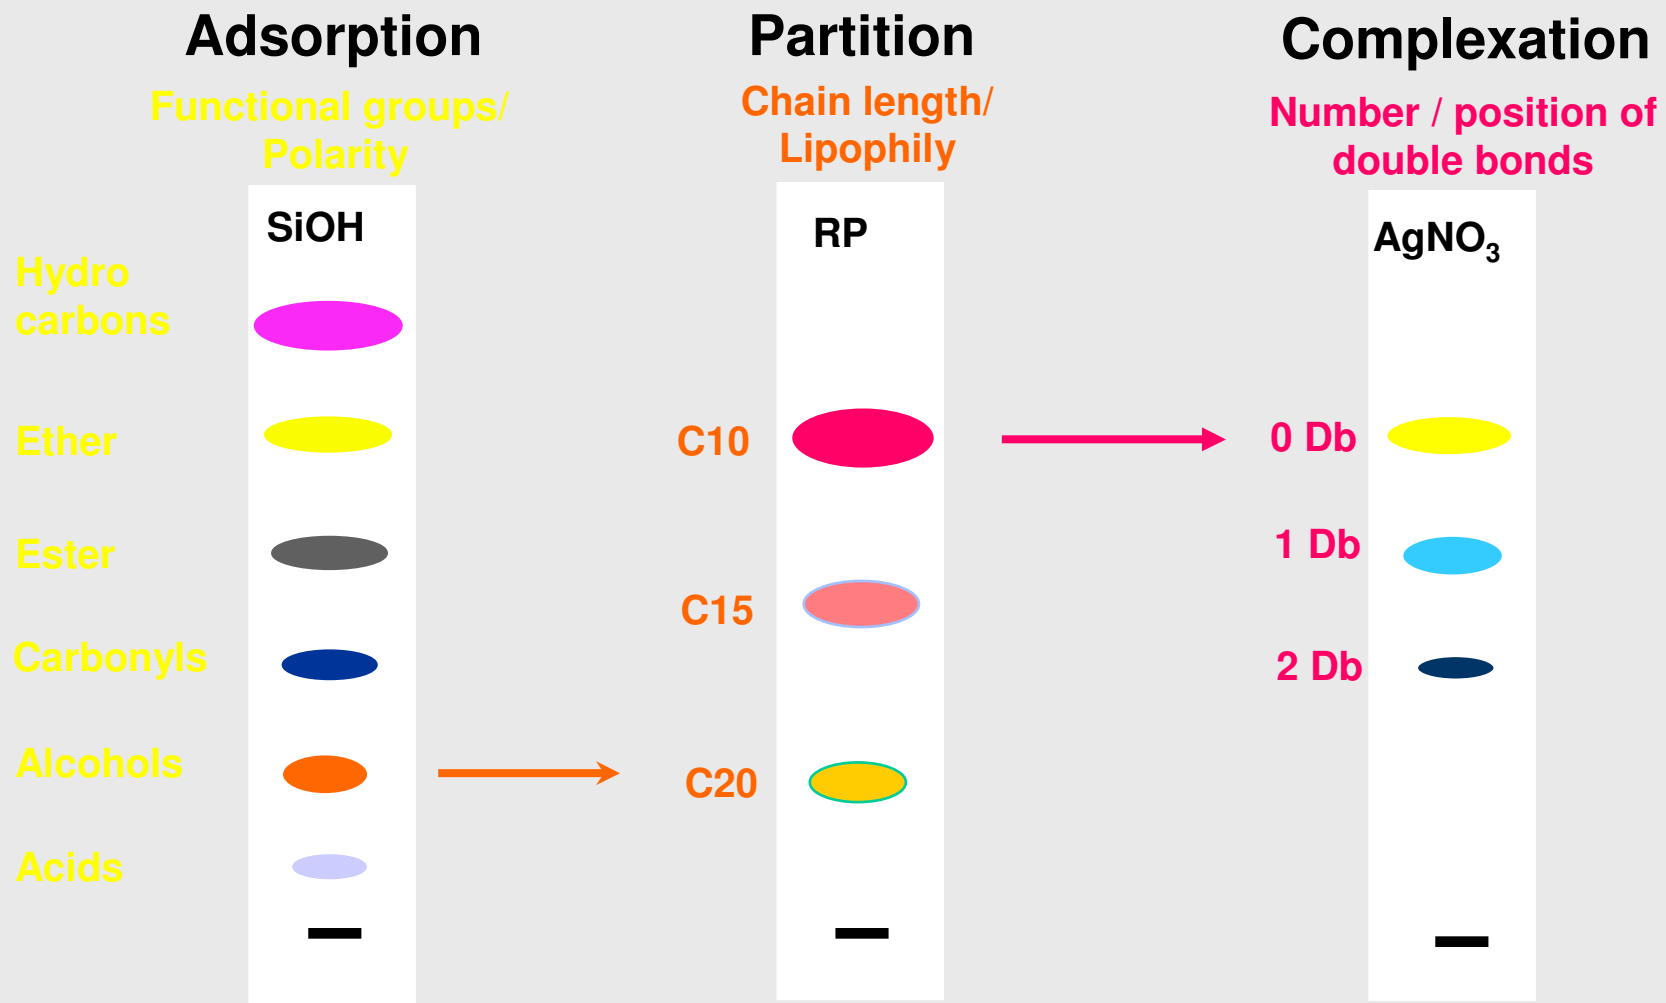 Adsorption
Functional groups/
Polarity
SiOH
Hydro
carbons
Ether
Ester
Carbonyls
Alcohols
Acids
Partition
Chain length/
Lipophily
RP
C10
C15
C20
Complexation
Number / position of
double bonds
AgNO₃
0 Db
1 Db
2 Db